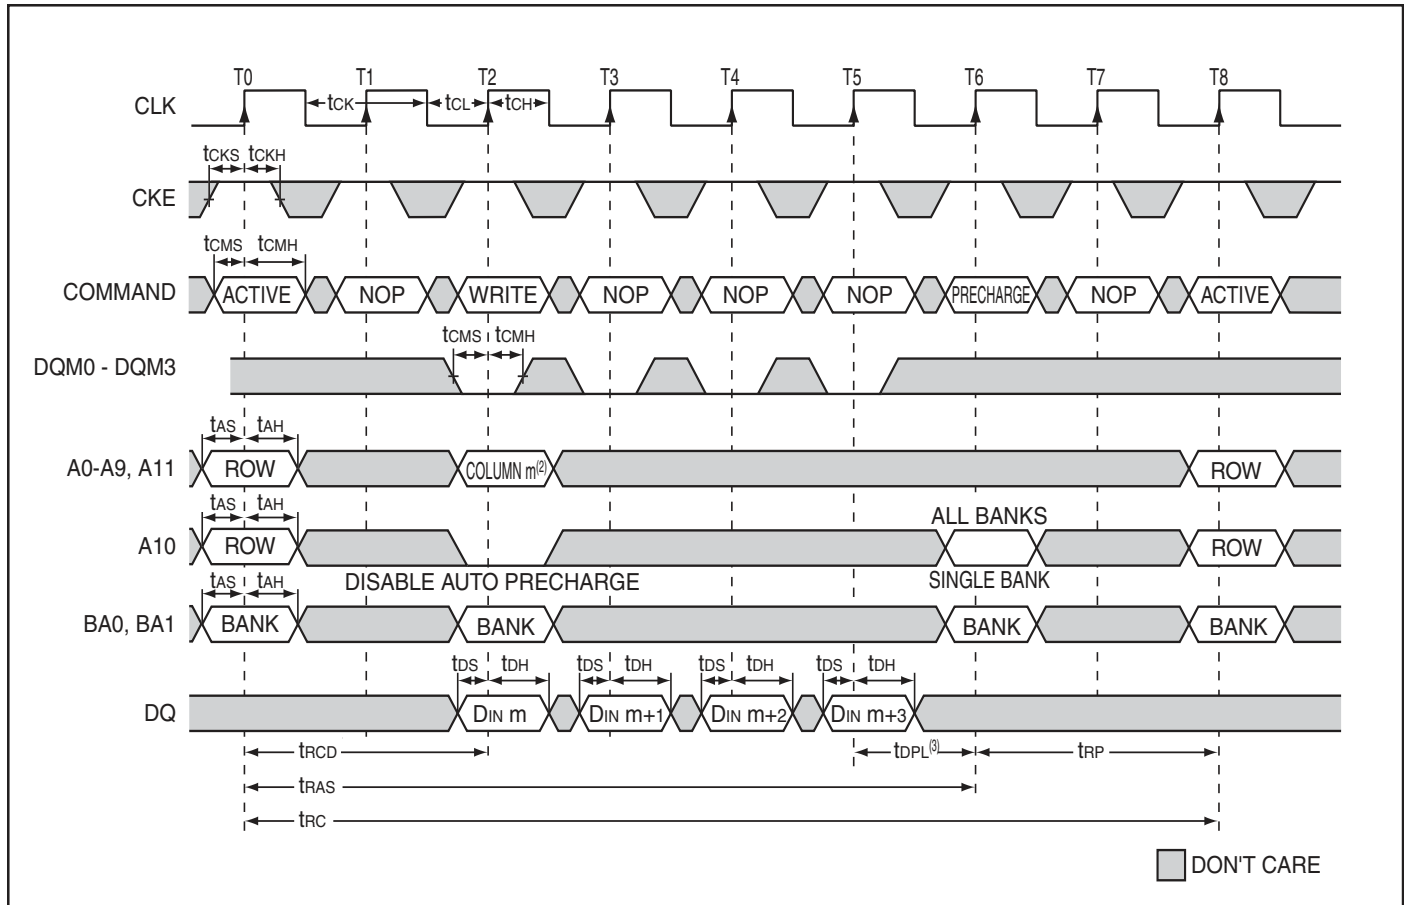 T0 T1 T2 T3 T4 T5 T6 T7 T8
CLK tCK tCL tCH
tCKS tCKH
CKE
tCMS tCMH
COMMAND ACTIVE NOP WRITE NOP NOP NOP PRECHARGE NOP ACTIVE
tCMS tCMH
DQM0 - DQM3
tAS tAH
A0-A9, A11 ROW COLUMN m(2) ROW
tAS tAH ALL BANKS
A10 ROW ROW
DISABLE AUTO PRECHARGE SINGLE BANK
tAS tAH
BA0, BA1 BANK BANK BANK BANK
tDS tDH tDS tDH tDS tDH tDS tDH
DQ DIN m DIN m+1 DIN m+2 DIN m+3
tRCD tDPL(3) tRP
tRAS
tRC
DON'T CARE